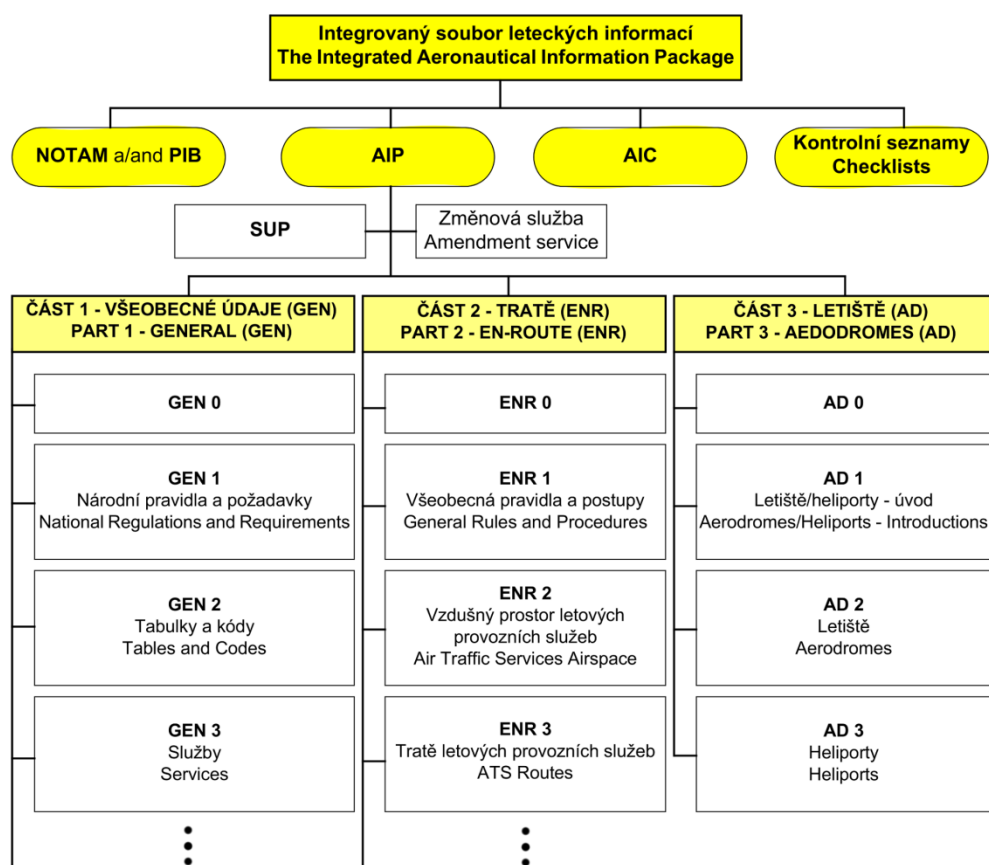 Integrovaný soubor leteckých informací
The Integrated Aeronautical Information Package
NOTAM a/and PIB
AIP
AIC
Kontrolní seznamy
Checklists
SUP
Změnová služba
Amendment service
ČÁST 1 - VŠEOBECNÉ ÚDAJE (GEN)
PART 1 - GENERAL (GEN)
ČÁST 2 - TRATĚ (ENR)
PART 2 - EN-ROUTE (ENR)
ČÁST 3 - LETIŠTĚ (AD)
PART 3 - AEDODROMES (AD)
GEN 0
ENR 0
AD 0
GEN 1
Národní pravidla a požadavky
National Regulations and Requirements
ENR 1
Všeobecná pravidla a postupy
General Rules and Procedures
AD 1
Letiště/heliporty - úvod
Aerodromes/Heliports - Introductions
GEN 2
Tabulky a kódy
Tables and Codes
ENR 2
Vzdušný prostor letových
provozních služeb
Air Traffic Services Airspace
AD 2
Letiště
Aerodromes
GEN 3
Služby
Services
ENR 3
Tratě letových provozních služeb
ATS Routes
AD 3
Heliporty
Heliports